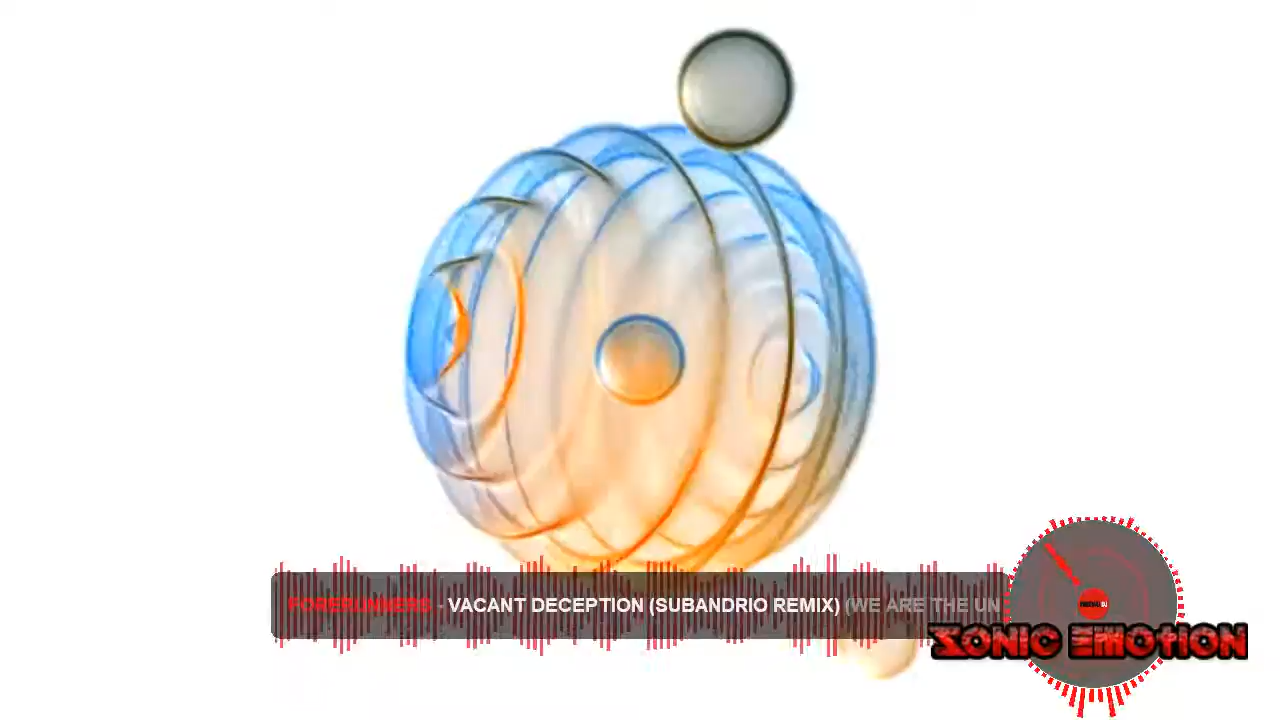 FORERUNNERS - VACANT DECEPTION (SUBANDRIO REMIX) (WE ARE THE UN
SONIC EMOTION